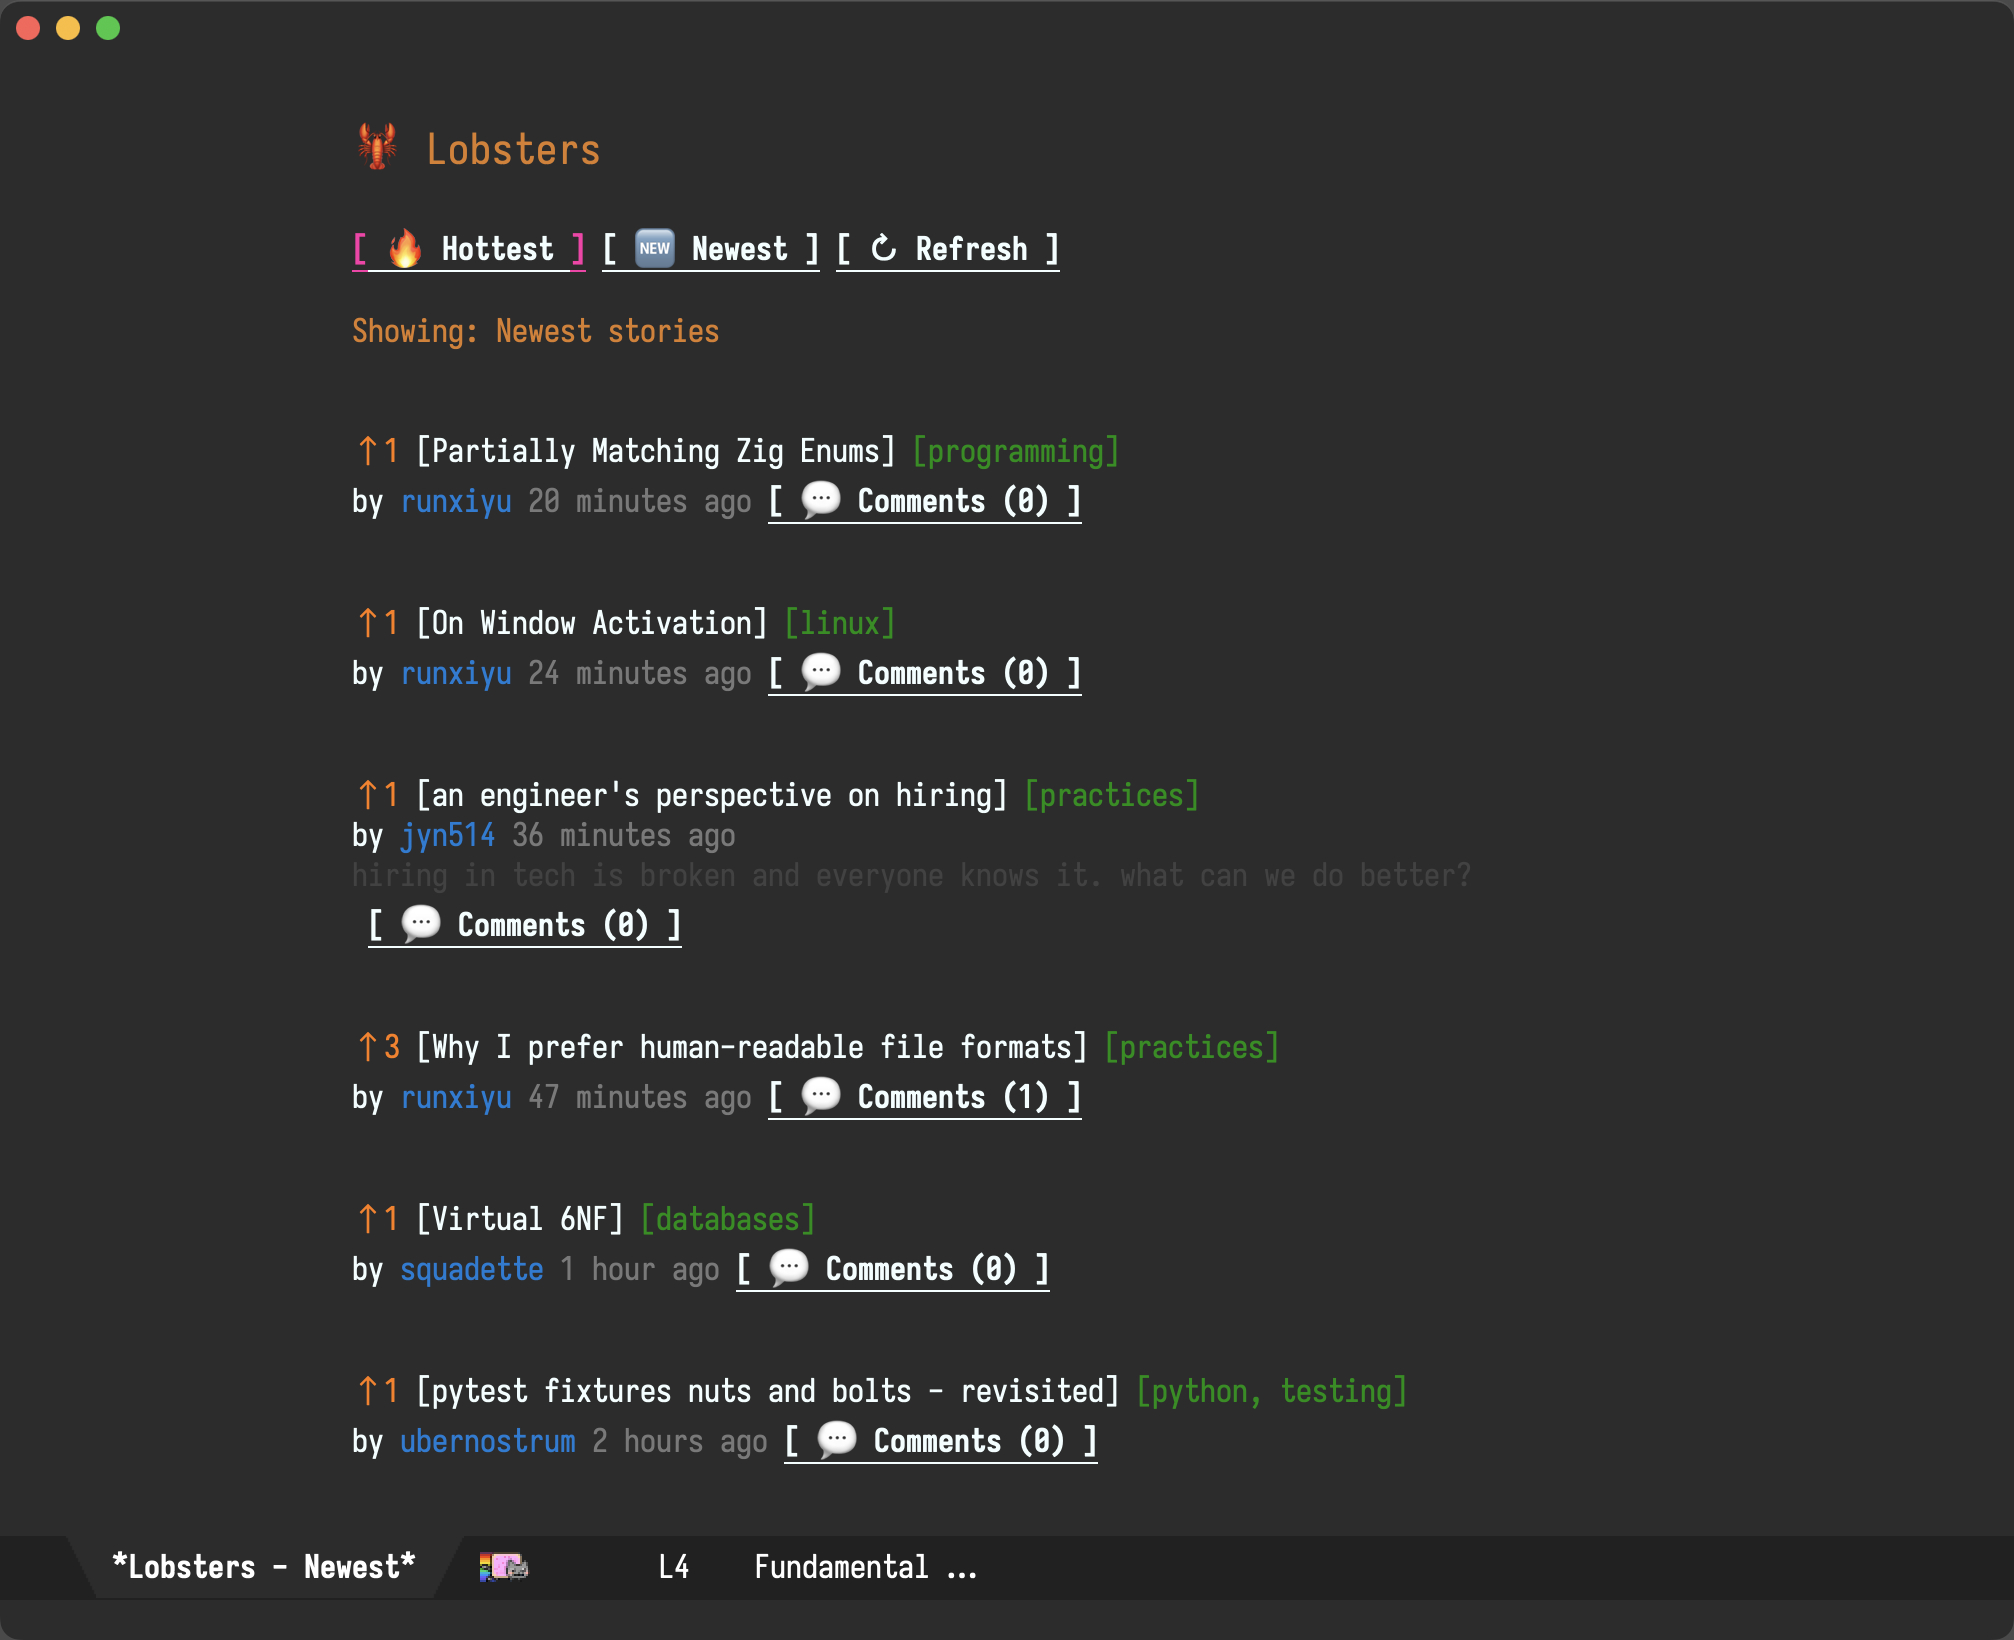 🦞 Lobsters
[ 🔥 Hottest ] [ 🆕 Newest ] [ ↻ Refresh ]
Showing: Newest stories
↑1 [Partially Matching Zig Enums] [programming]
by runxiyu 20 minutes ago [ 💬 Comments (0) ]
↑1 [On Window Activation] [linux]
by runxiyu 24 minutes ago [ 💬 Comments (0) ]
↑1 [an engineer's perspective on hiring] [practices]
by jyn514 36 minutes ago
hiring in tech is broken and everyone knows it. what can we do better?
[ 💬 Comments (0) ]
↑3 [Why I prefer human-readable file formats] [practices]
by runxiyu 47 minutes ago [ 💬 Comments (1) ]
↑1 [Virtual 6NF] [databases]
by squadette 1 hour ago [ 💬 Comments (0) ]
↑1 [pytest fixtures nuts and bolts - revisited] [python, testing]
by ubernostrum 2 hours ago [ 💬 Comments (0) ]
*Lobsters - Newest* L4 Fundamental ...